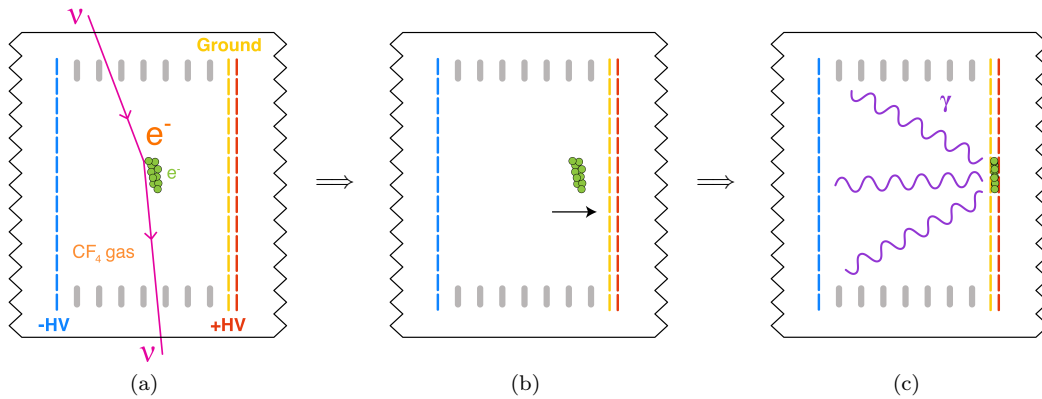 ν
Ground
e-
e-
CF4 gas
-HV
+HV
ν
(a)
⇒
(b)
⇒
γ
(c)